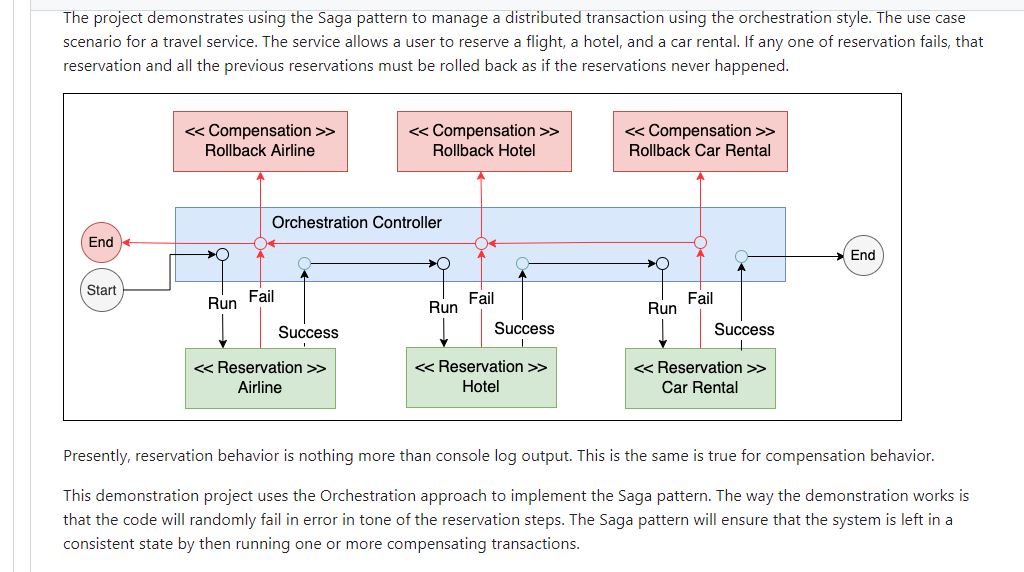 The project demonstrates using the Saga pattern to manage a distributed transaction using the orchestration style. The use case
scenario for a travel service. The service allows a user to reserve a flight, a hotel, and a car rental. If any one of reservation fails, that
reservation and all the previous reservations must be rolled back as if the reservations never happened.
<< Compensation >>
Rollback Airline
<< Compensation >>
Rollback Hotel
<< Compensation >>
Rollback Car Rental
Orchestration Controller
End
Start
End
Run
Fail
Success
Run
Fail
Success
Run
Fail
Success
<< Reservation >>
Airline
<< Reservation >>
Hotel
<< Reservation >>
Car Rental
Presently, reservation behavior is nothing more than console log output. This is the same is true for compensation behavior.
This demonstration project uses the Orchestration approach to implement the Saga pattern. The way the demonstration works is
that the code will randomly fail in error in tone of the reservation steps. The Saga pattern will ensure that the system is left in a
consistent state by then running one or more compensating transactions.